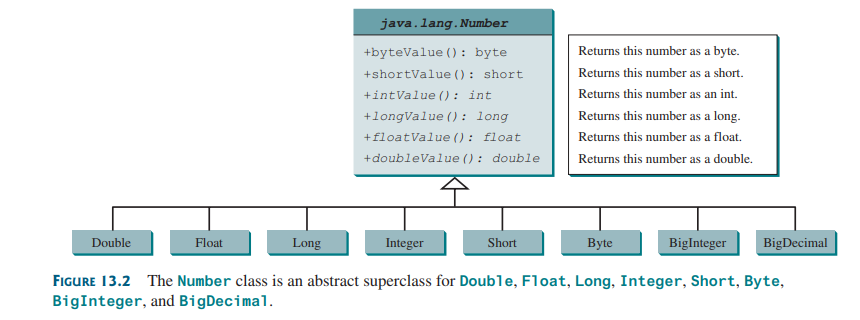 java.lang.Number
+byteValue(): byte
+shortValue(): short
+intValue(): int
+longValue(): long
+floatValue(): float
+doubleValue(): double
Returns this number as a byte.
Returns this number as a short.
Returns this number as an int.
Returns this number as a long.
Returns this number as a float.
Returns this number as a double.
Double Float Long Integer Short Byte BigInteger BigDecimal
FIGURE 13.2 The Number class is an abstract superclass for Double, Float, Long, Integer, Short, Byte,
BigInteger, and BigDecimal.